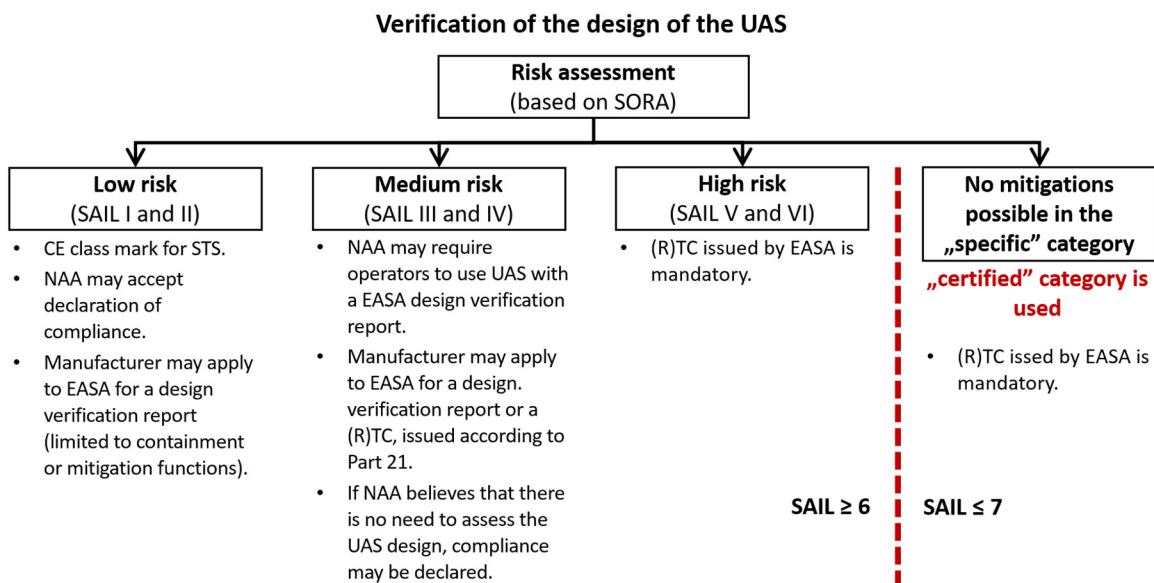 Verification of the design of the UAS
Risk assessment
(based on SORA)
Low risk
(SAIL I and II)
• CE class mark for STS.
• NAA may accept
declaration of
compliance.
• Manufacturer may apply
to EASA for a design
verification report
(limited to containment
or mitigation functions).
Medium risk
(SAIL III and IV)
• NAA may require
operators to use UAS with
a EASA design verification
report.
• Manufacturer may apply
to EASA for a design.
verification report or a
(R)TC, issued according to
Part 21.
• If NAA believes that there
is no need to assess the
UAS design, compliance
may be declared.
High risk
(SAIL V and VI)
• (R)TC issued by EASA is
mandatory.
SAIL ≥ 6
No mitigations
possible in the
„specific” category
„certified” category is
used
• (R)TC issed by EASA is
mandatory.
SAIL ≤ 7